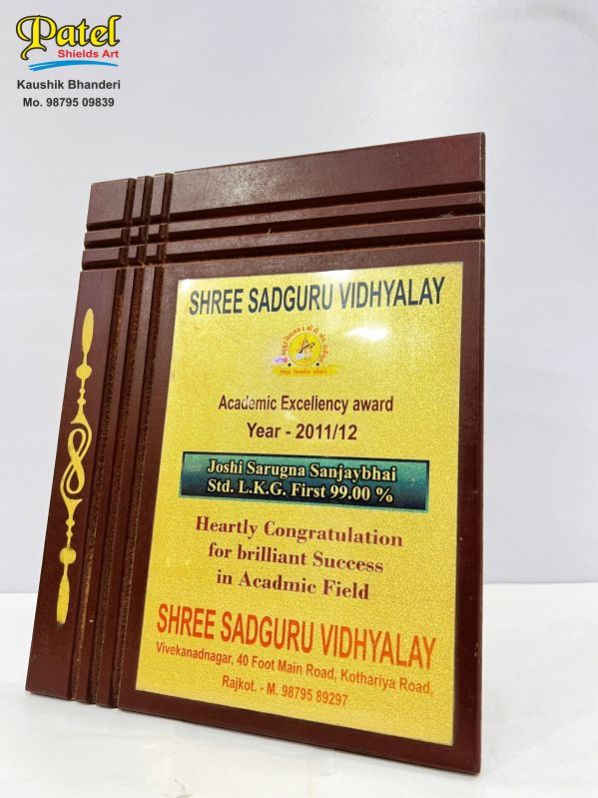 Patel
Shields Art
Kaushik Bhanderi
Mo. 98795 09839
SHREE SADGURU VIDHYALAY
Academic Excellency award
Year - 2011/12
Joshi Sarugna Sanjaybhai
Std. L.K.G. First 99.00 %
Heartly Congratulation
for brilliant Success
in Acadmic Field
SHREE SADGURU VIDHYALAY
Vivekanadnagar, 40 Foot Main Road, Kothariya Road,
Rajkot. - M. 98795 89297